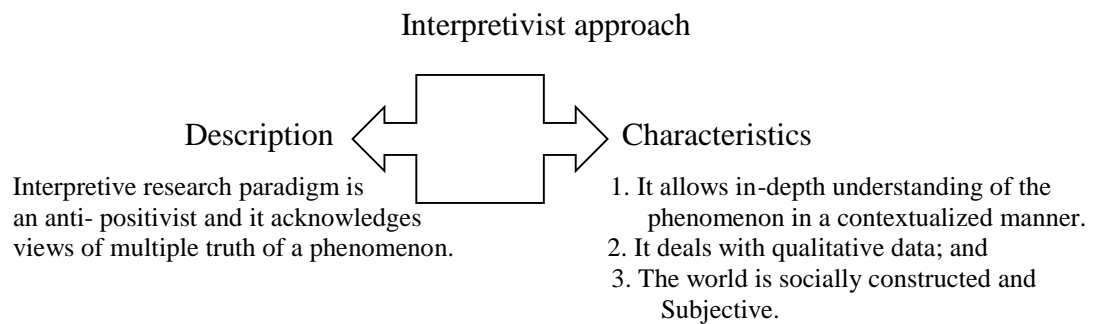 Interpretivist approach
Description
Interpretive research paradigm is
an anti- positivist and it acknowledges
views of multiple truth of a phenomenon.
Characteristics
1. It allows in-depth understanding of the
phenomenon in a contextualized manner.
2. It deals with qualitative data; and
3. The world is socially constructed and
Subjective.